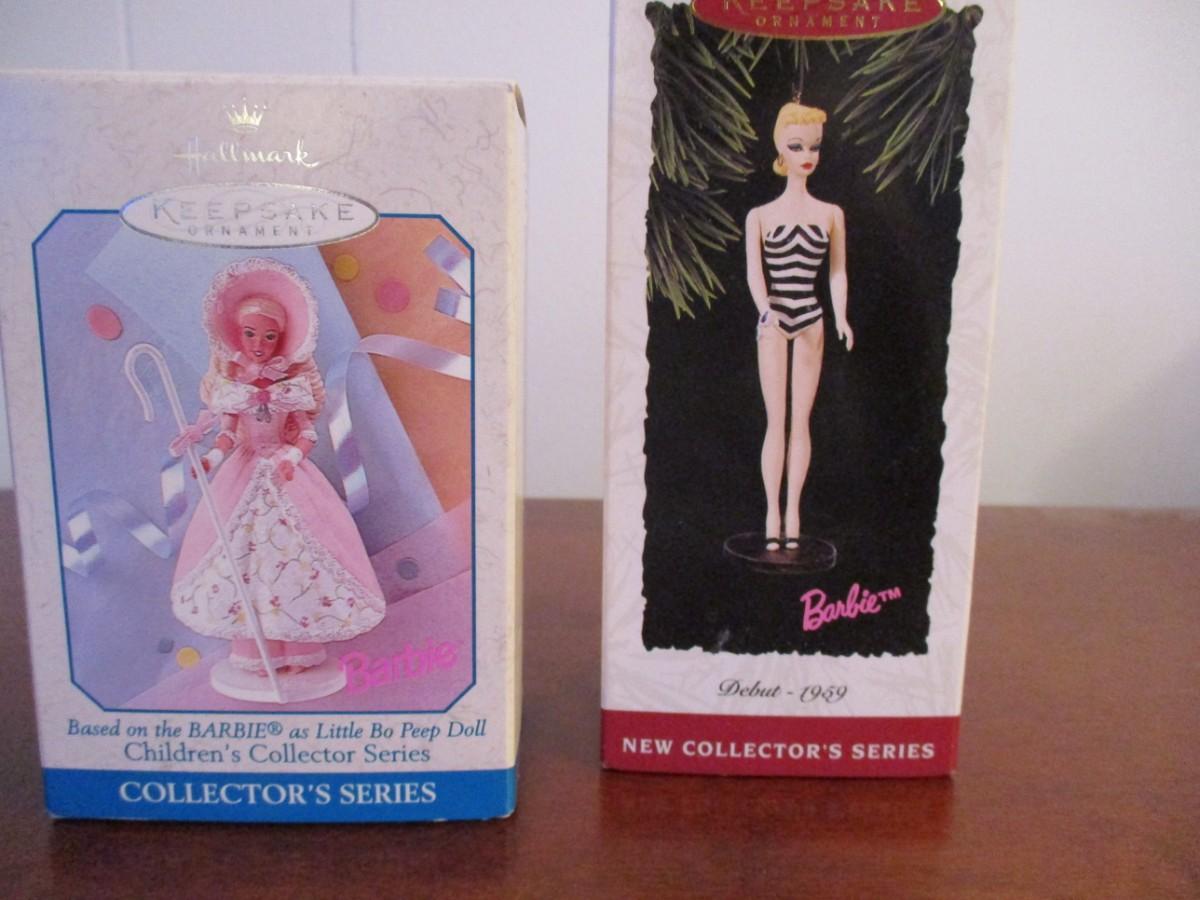 Hallmark
KEEPSAKE
ORNAMENT
Barbie
Based on the BARBIE® as Little Bo Peep Doll
Children's Collector Series
COLLECTOR'S SERIES
KEEPSAKE
ORNAMENT
Barbie™
Debut - 1959
NEW COLLECTOR'S SERIES